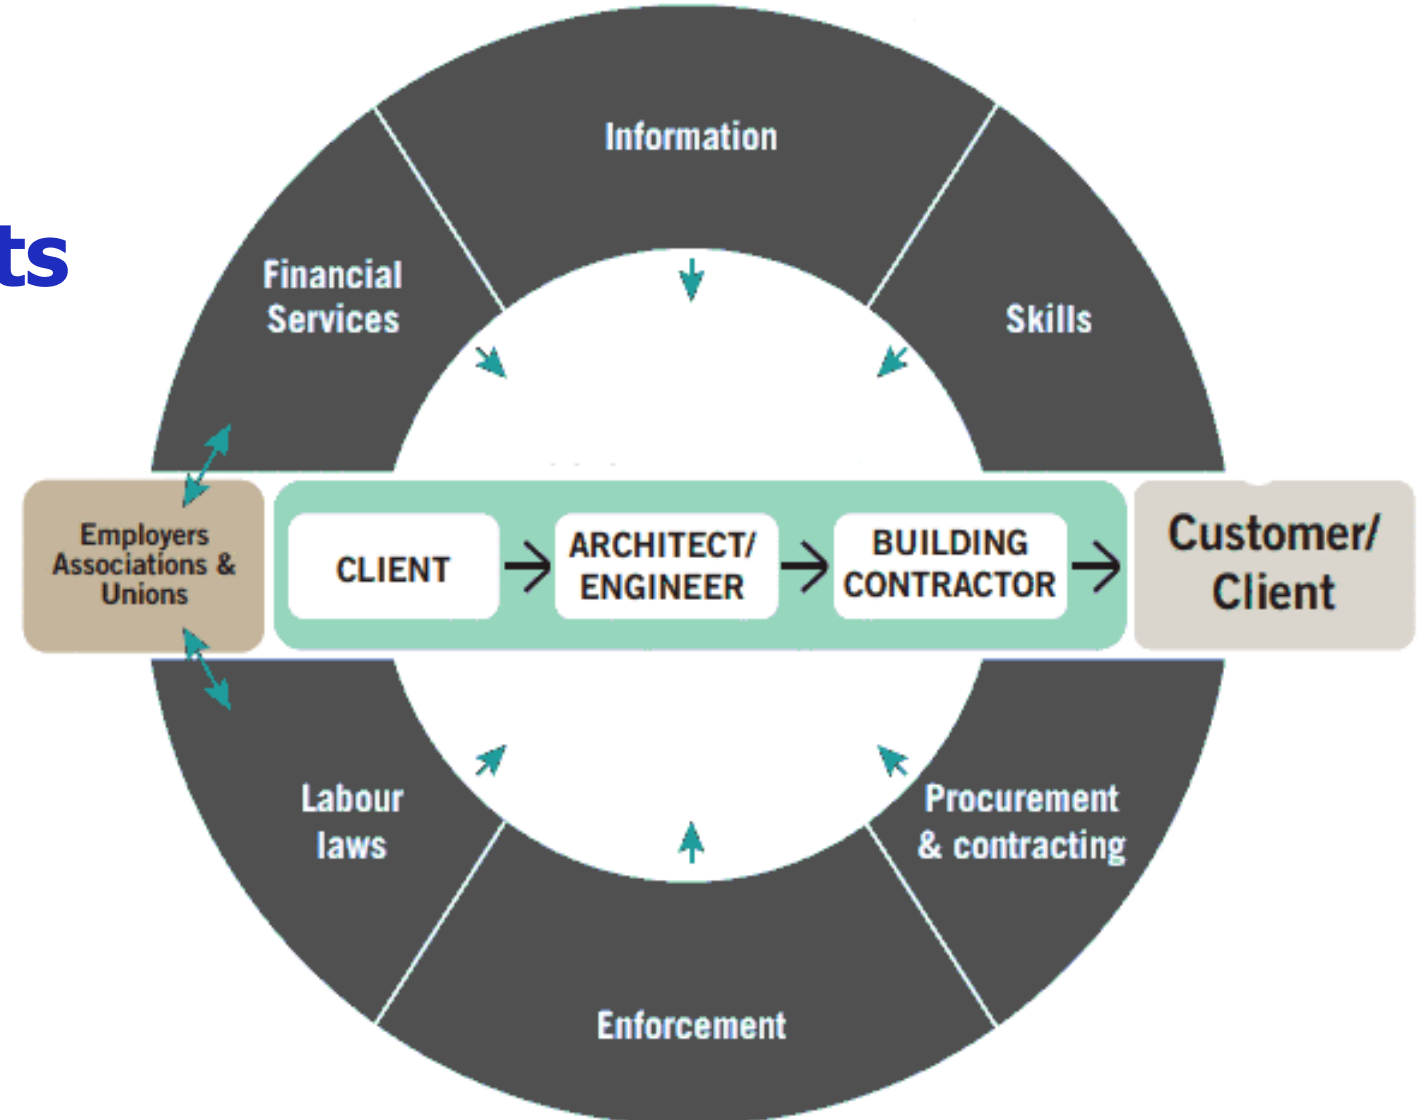 Information
ts
Financial
Services
Skills
Employers
Associations &
Unions
CLIENT
ARCHITECT/
ENGINEER
BUILDING
CONTRACTOR
Customer/
Client
Labour
laws
Procurement
& contracting
Enforcement